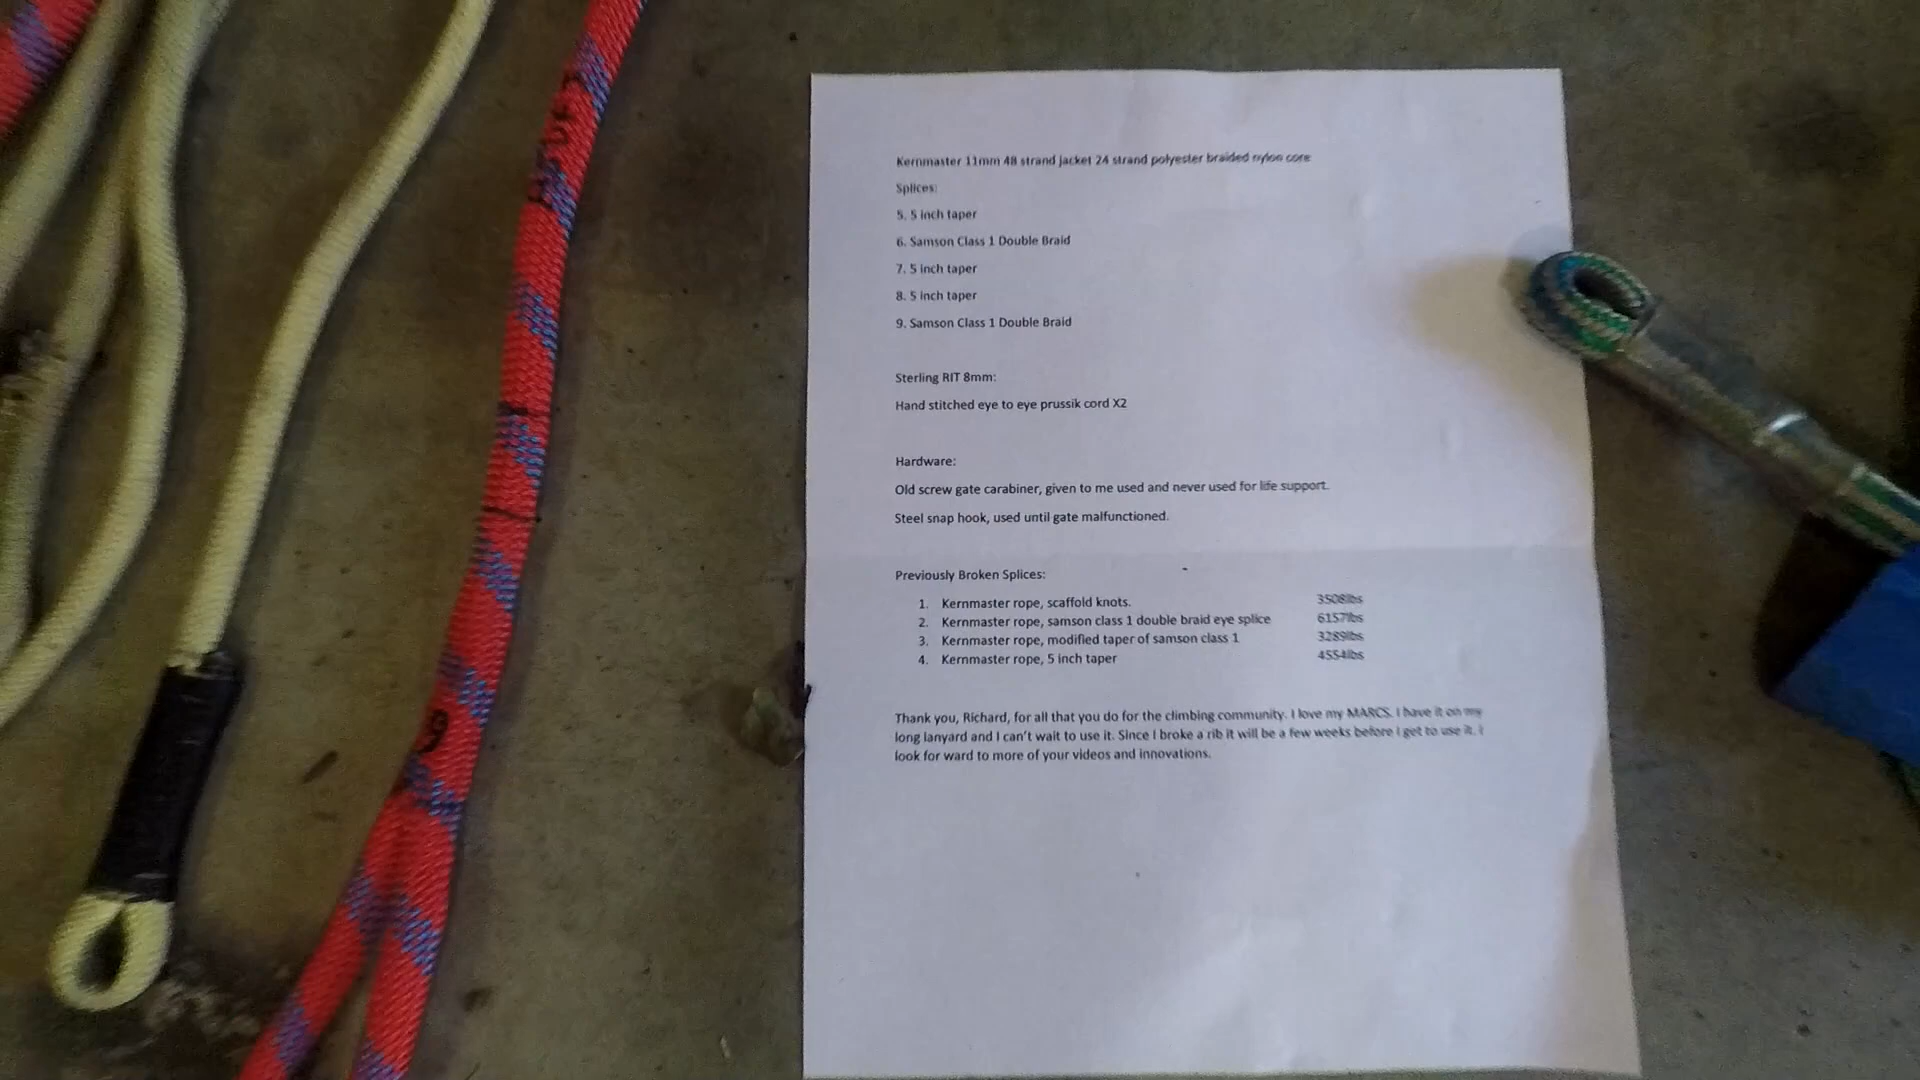 Kernmaster 11mm 48 strand jacket 24 strand polyester braided nylon core
Splices:
5. 5 inch taper
6. Samson Class 1 Double Braid
7. 5 inch taper
8. 5 inch taper
9. Samson Class 1 Double Braid
Sterling RIT 8mm:
Hand stitched eye to eye prussik cord X2
Hardware:
Old screw gate carabiner, given to me used and never used for life support.
Steel snap hook, used until gate malfunctioned.
Previously Broken Splices:
1. Kernmaster rope, scaffold knots. 3508lbs
2. Kernmaster rope, samson class 1 double braid eye splice 6157lbs
3. Kernmaster rope, modified taper of samson class 1 3289lbs
4. Kernmaster rope, 5 inch taper 4554lbs
Thank you, Richard, for all that you do for the climbing community. I love my MARCS. I have it on my
long lanyard and I can't wait to use it. Since I broke a rib it will be a few weeks before I get to use it. I
look for ward to more of your videos and innovations.
9